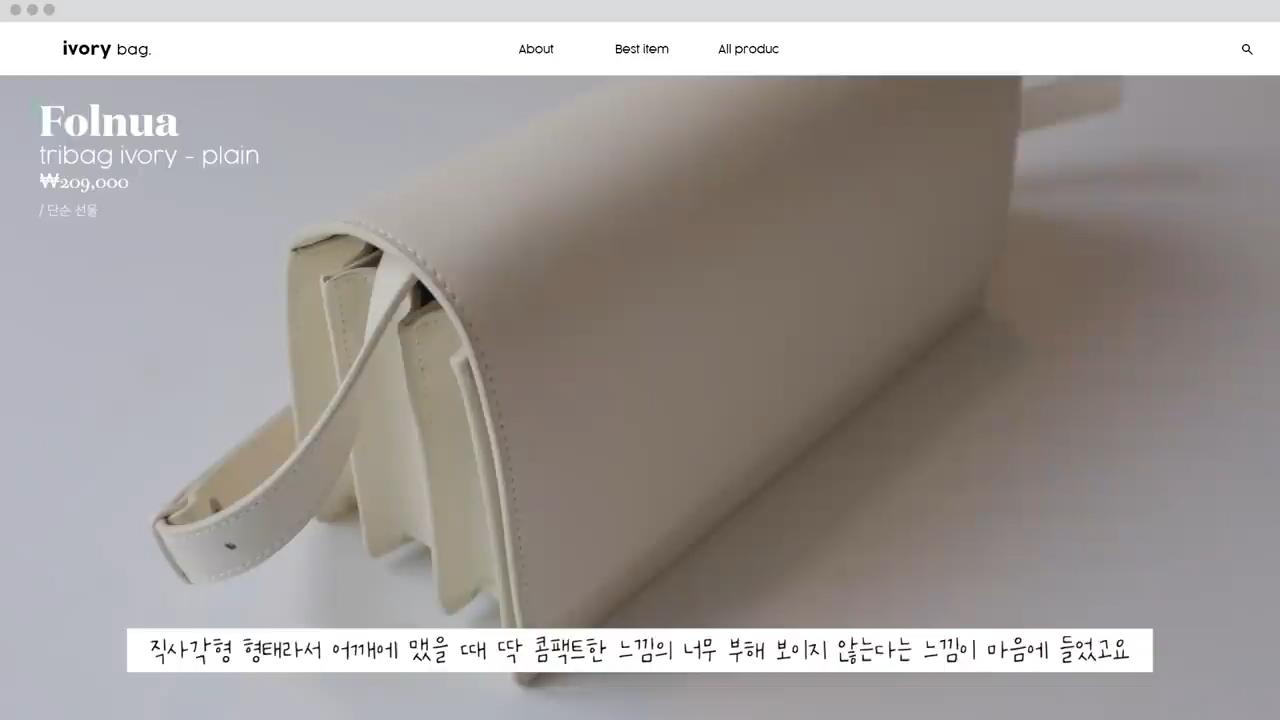 ivory bag.
About Best item All produc
Folnua
tribag ivory - plain
₩209,000
/ 단순 선물
직사각형 형태라서 어깨에 맸을 때 딱 콤팩트한 느낌의 너무 부해 보이지 않는다는 느낌이 마음에 들었고요